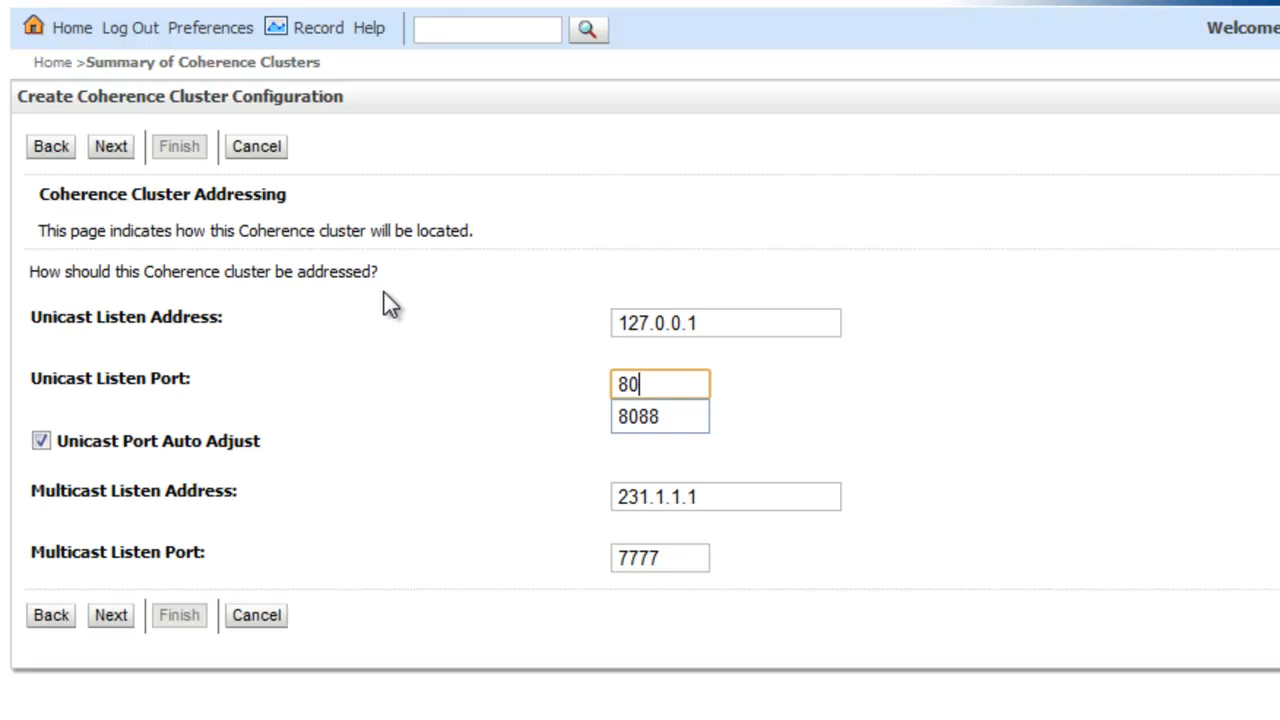 Home Log Out Preferences Record Help Welcome
Home >Summary of Coherence Clusters
Create Coherence Cluster Configuration
Back Next Finish Cancel
Coherence Cluster Addressing
This page indicates how this Coherence cluster will be located.
How should this Coherence cluster be addressed?
Unicast Listen Address: 127.0.0.1
Unicast Listen Port: 80
8088
Unicast Port Auto Adjust
Multicast Listen Address: 231.1.1.1
Multicast Listen Port: 7777
Back Next Finish Cancel